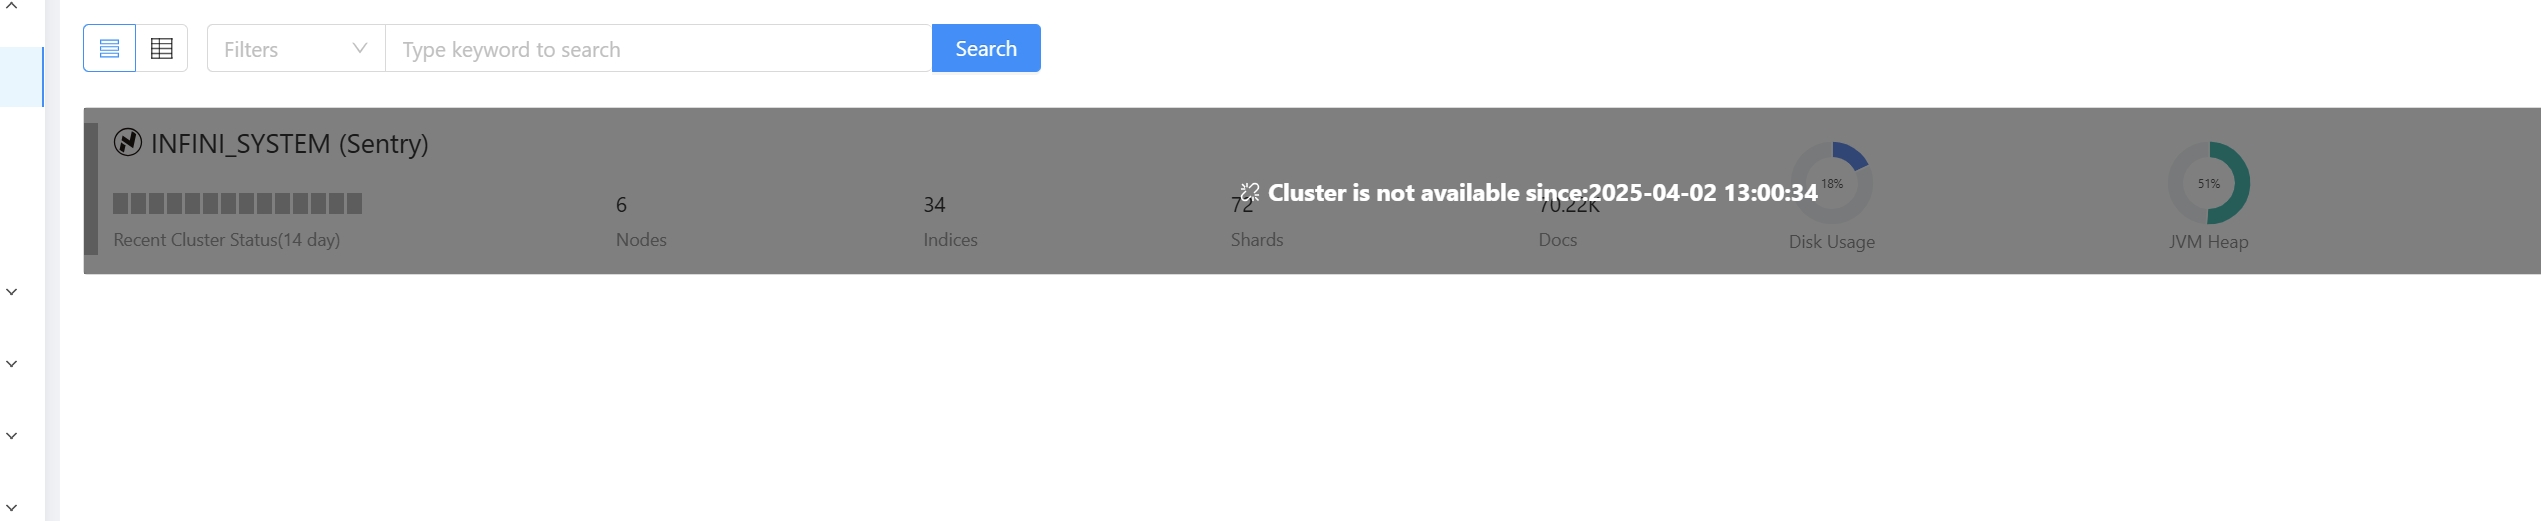 Filters
Type keyword to search
Search
INFINI_SYSTEM (Sentry)
Cluster is not available since:2025-04-02 13:00:34
18%
51%
6
34
72
70.22K
Recent Cluster Status(14 day)
Nodes
Indices
Shards
Docs
Disk Usage
JVM Heap